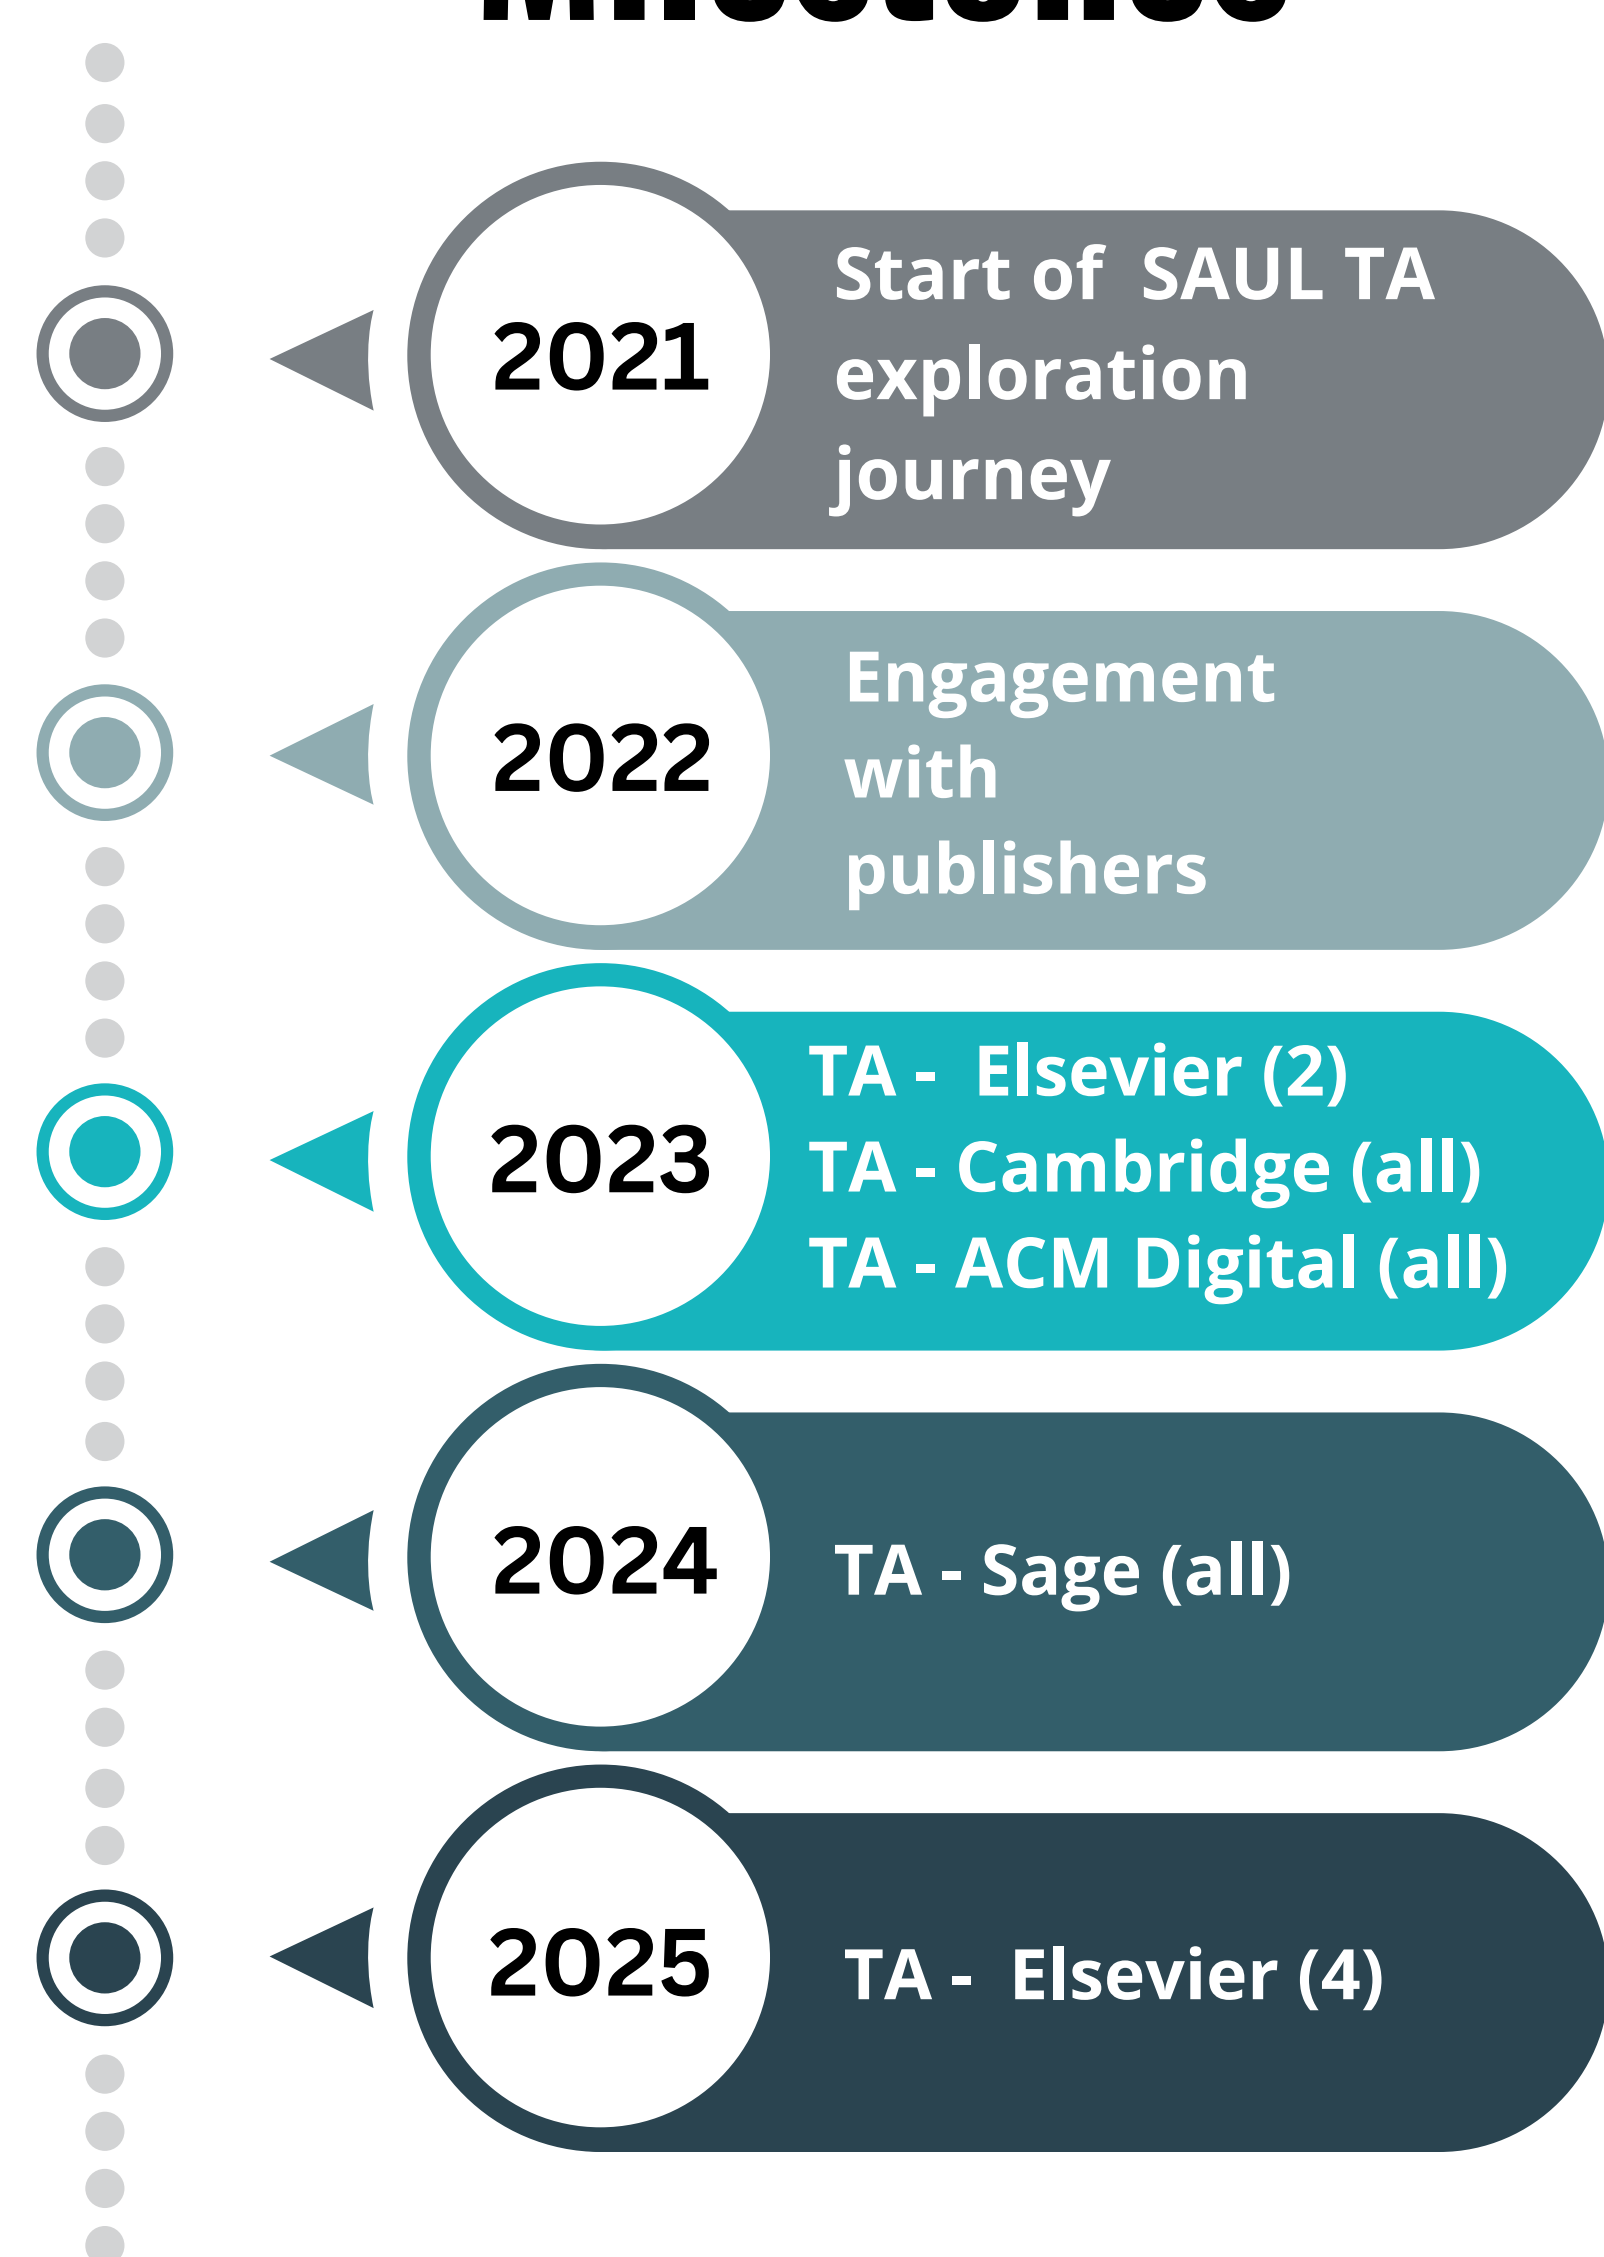 2021
Start of SAUL TA
exploration
journey
2022
Engagement
with
publishers
2023
TA - Elsevier (2)
TA - Cambridge (all)
TA - ACM Digital (all)
2024
TA - Sage (all)
2025
TA - Elsevier (4)